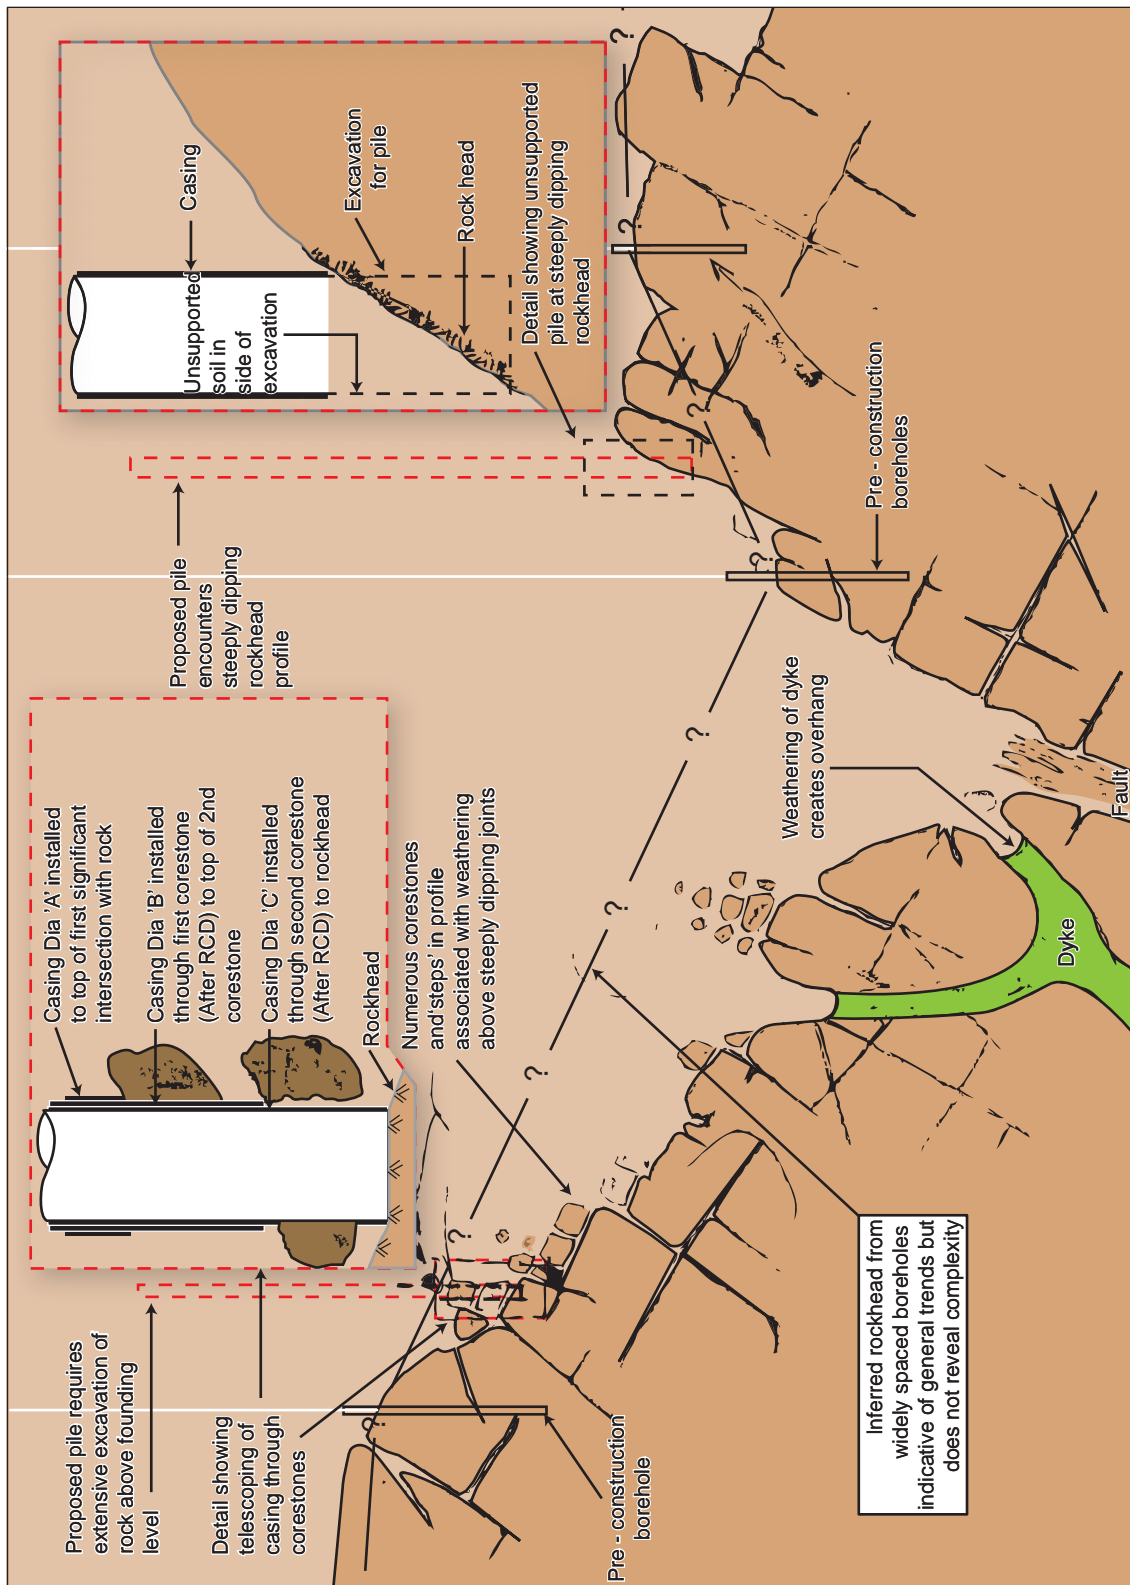 Proposed pile requires
extensive excavation of
rock above founding
level
Detail showing
telescoping of
casing through
corestones
Pre - construction
borehole
Casing Dia 'A' installed
to top of first significant
intersection with rock
Casing Dia 'B' installed
through first corestone
(After RCD) to top of 2nd
corestone
Casing Dia 'C' installed
through second corestone
(After RCD) to rockhead
Rockhead
Numerous corestones
and 'steps' in profile
associated with weathering
above steeply dipping joints
Inferred rockhead from
widely spaced boreholes
indicative of general trends but
does not reveal complexity
Proposed pile
encounters
steeply dipping
rockhead
profile
Weathering of dyke
creates overhang
Dyke
Fault
Pre - construction
boreholes
Casing
Unsupported
soil in
side of
excavation
Excavation
for pile
Rock head
Detail showing unsupported
pile at steeply dipping
rockhead
?
?
?
?
?
?
?
?
?
?